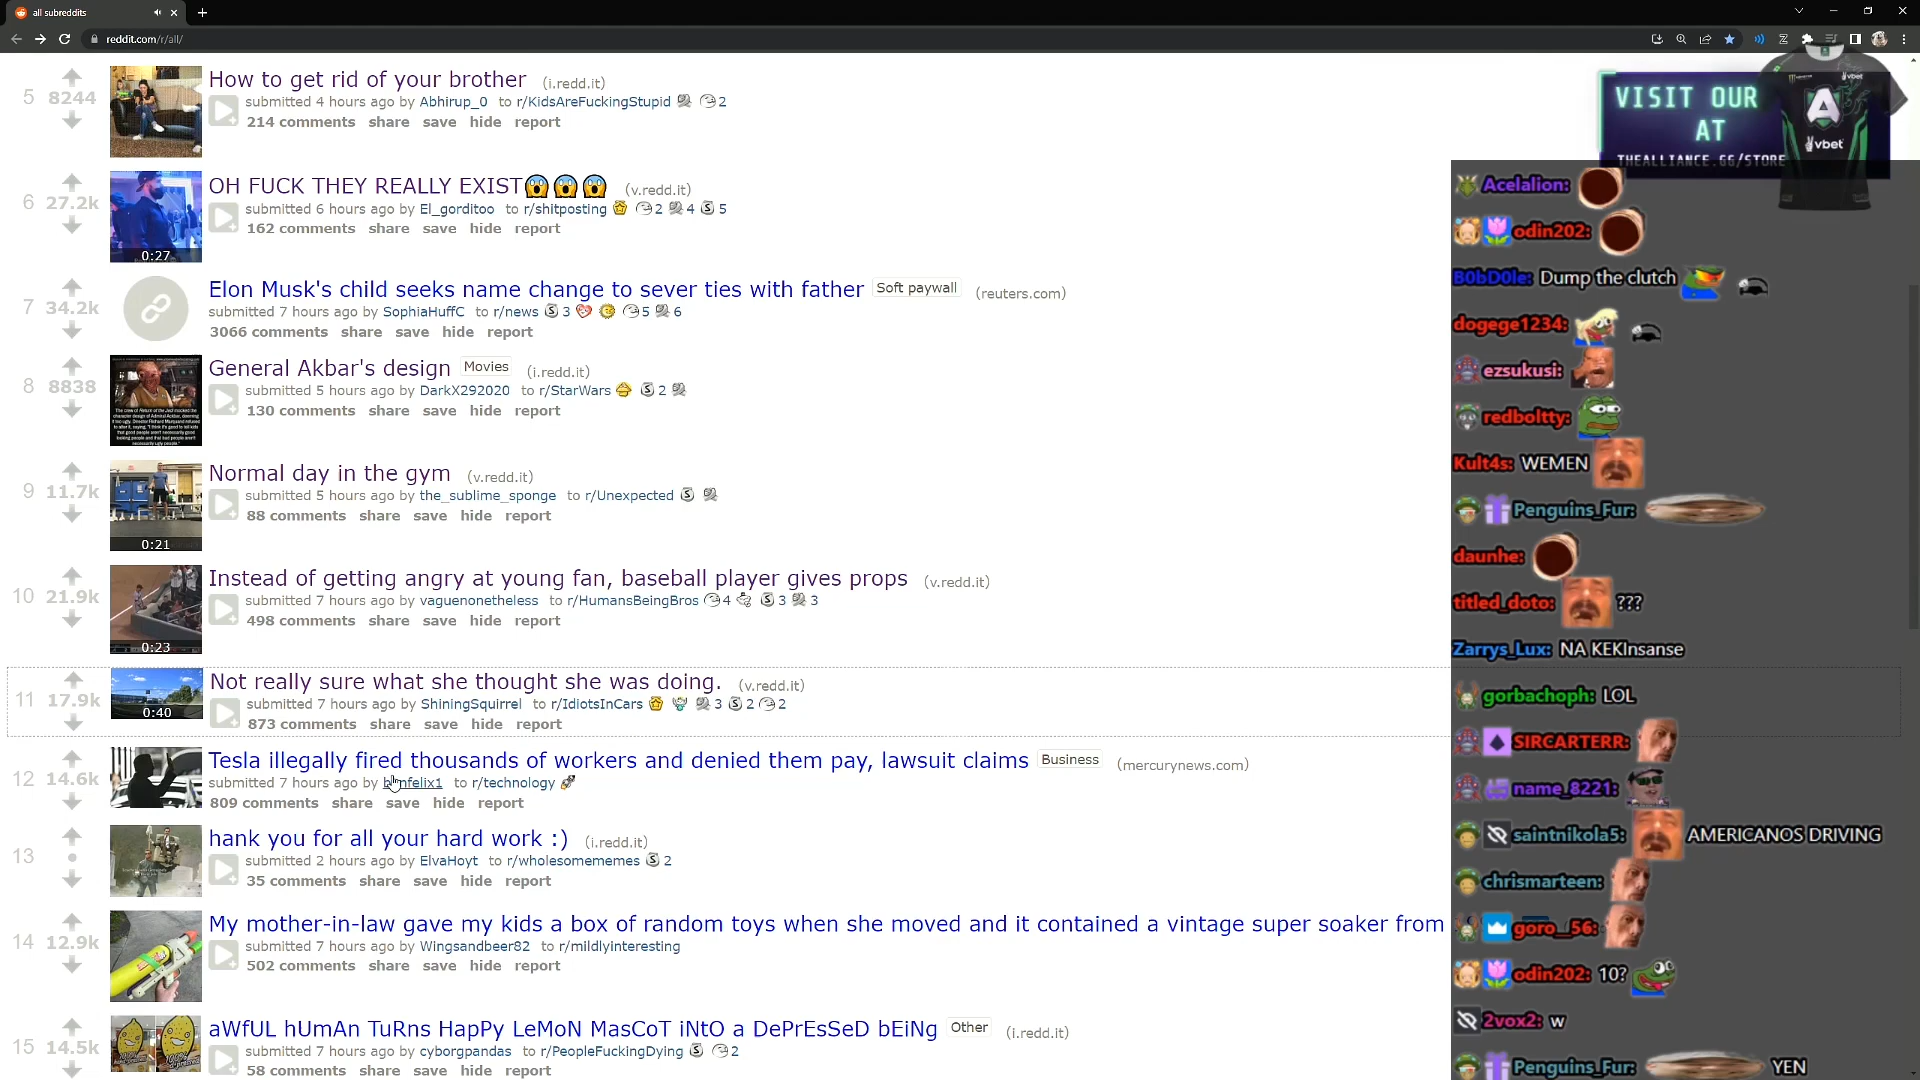 all subreddits
reddit.com/r/all/
5
8244
How to get rid of your brother (i.redd.it)
submitted 4 hours ago by Abhirup_0 to r/KidsAreFuckingStupid 2
214 comments share save hide report
6
27.2k
0:27
OH FUCK THEY REALLY EXIST😱😱😱 (v.redd.it)
submitted 6 hours ago by El_gorditoo to r/shitposting 2 4 5
162 comments share save hide report
7
34.2k
Elon Musk's child seeks name change to sever ties with father Soft paywall (reuters.com)
submitted 7 hours ago by SophiaHuffC to r/news 3 5 6
3066 comments share save hide report
8
8838
General Akbar's design Movies (i.redd.it)
submitted 5 hours ago by DarkX292020 to r/StarWars 2
130 comments share save hide report
9
11.7k
0:21
Normal day in the gym (v.redd.it)
submitted 5 hours ago by the_sublime_sponge to r/Unexpected
88 comments share save hide report
10
21.9k
0:23
Instead of getting angry at young fan, baseball player gives props (v.redd.it)
submitted 7 hours ago by vaguenonetheless to r/HumansBeingBros 4 3 3
498 comments share save hide report
11
17.9k
0:40
Not really sure what she thought she was doing. (v.redd.it)
submitted 7 hours ago by ShiningSquirrel to r/IdiotsInCars 3 2 2
873 comments share save hide report
12
14.6k
Tesla illegally fired thousands of workers and denied them pay, lawsuit claims Business (mercurynews.com)
submitted 7 hours ago by to r/technology
809 comments share save hide report
13
hank you for all your hard work :) (i.redd.it)
submitted 2 hours ago by ElvaHoyt to r/wholesomememes 2
35 comments share save hide report
14
12.9k
My mother-in-law gave my kids a box of random toys when she moved and it contained a vintage super soaker from
submitted 7 hours ago by Wingsandbeer82 to r/mildlyinteresting
502 comments share save hide report
15
14.5k
aWfUL hUmAn TuRns HapPy LeMoN MasCoT iNtO a DePrEsSeD bEiNg Other (i.redd.it)
submitted 7 hours ago by cyborgpandas to r/PeopleFuckingDying 2
58 comments share save hide report
VISIT OUR
AT
THEALLIANCE.GG/STORE
vbet
vbet
Acelalion:
odin202:
B0bD0le: Dump the clutch
dogege1234:
ezsukusi:
redboltty:
Kult4s: WEMEN
Penguins_Fur:
daunhe:
titled_doto: ???
Zarrys_Lux: NA KEKInsanse
gorbachoph: LOL
SIRCARTERR:
name_8221:
saintnikola5: AMERICANOS DRIVING
chrismarteen:
goro__56:
odin202: 10?
2vox2: w
Penguins_Fur: YEN